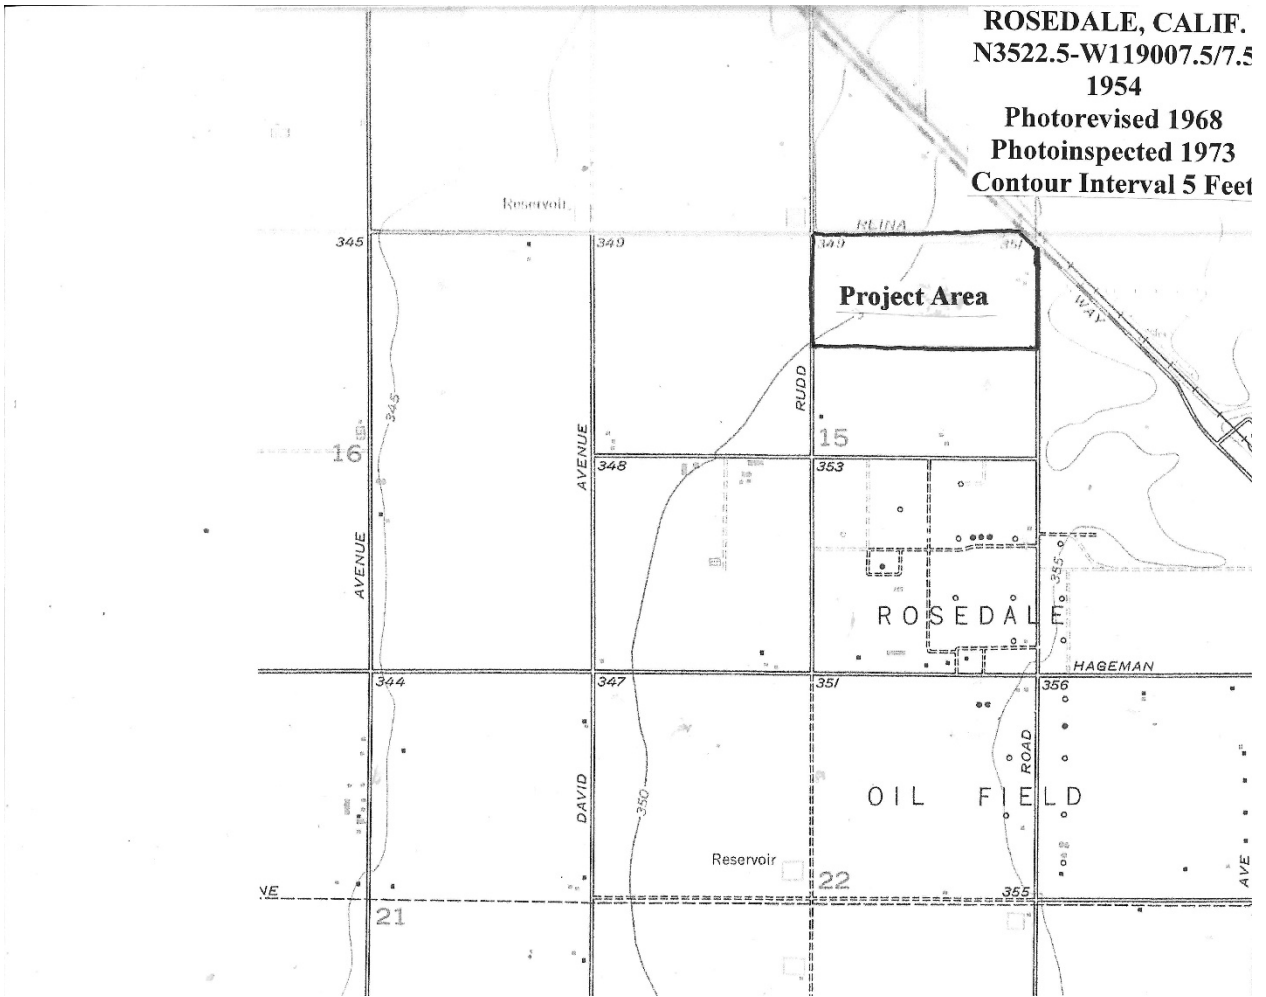 ROSEDALE, CALIF.
N3522.5-W119007.5/7.5
1954
Photorevised 1968
Photoinspected 1973
Contour Interval 5 Feet
Reservoir
345
349
349
351
Project Area
WAY
RUDD
345
AVENUE
16
15
348
353
AVENUE
355
ROSEDALE
HAGEMAN
344
347
351
356
ROAD
DAVID
350
OIL FIELD
Reservoir
22
355
AVE
21